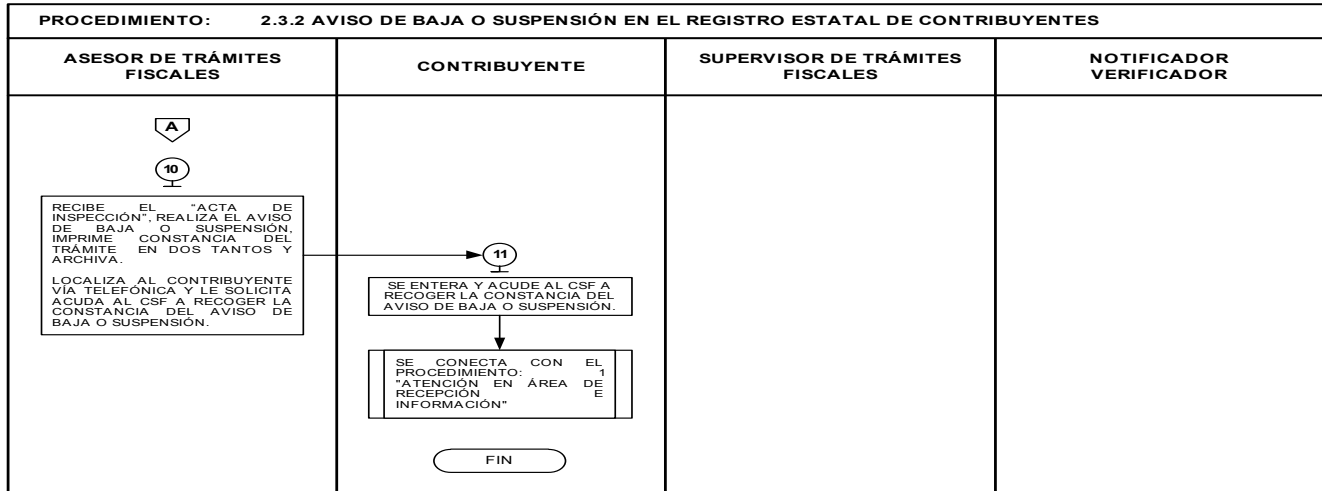 PROCEDIMIENTO: 2.3.2 AVISO DE BAJA O SUSPENSIÓN EN EL REGISTRO ESTATAL DE CONTRIBUYENTES
ASESOR DE TRÁMITES
FISCALES
CONTRIBUYENTE
SUPERVISOR DE TRÁMITES
FISCALES
NOTIFICADOR
VERIFICADOR
A
10
RECIBE EL "ACTA DE
INSPECCIÓN", REALIZA EL AVISO
DE BAJA O SUSPENSIÓN,
IMPRIME CONSTANCIA DEL
TRÁMITE EN DOS TANTOS Y
ARCHIVA.
LOCALIZA AL CONTRIBUYENTE
VÍA TELEFÓNICA Y LE SOLICITA
ACUDA AL CSF A RECOGER LA
CONSTANCIA DEL AVISO DE
BAJA O SUSPENSIÓN.
11
SE ENTERA Y ACUDE AL CSF A
RECOGER LA CONSTANCIA DEL
AVISO DE BAJA O SUSPENSIÓN.
SE CONECTA CON EL
PROCEDIMIENTO: 1
"ATENCIÓN EN ÁREA DE
RECEPCIÓN E
INFORMACIÓN"
FIN